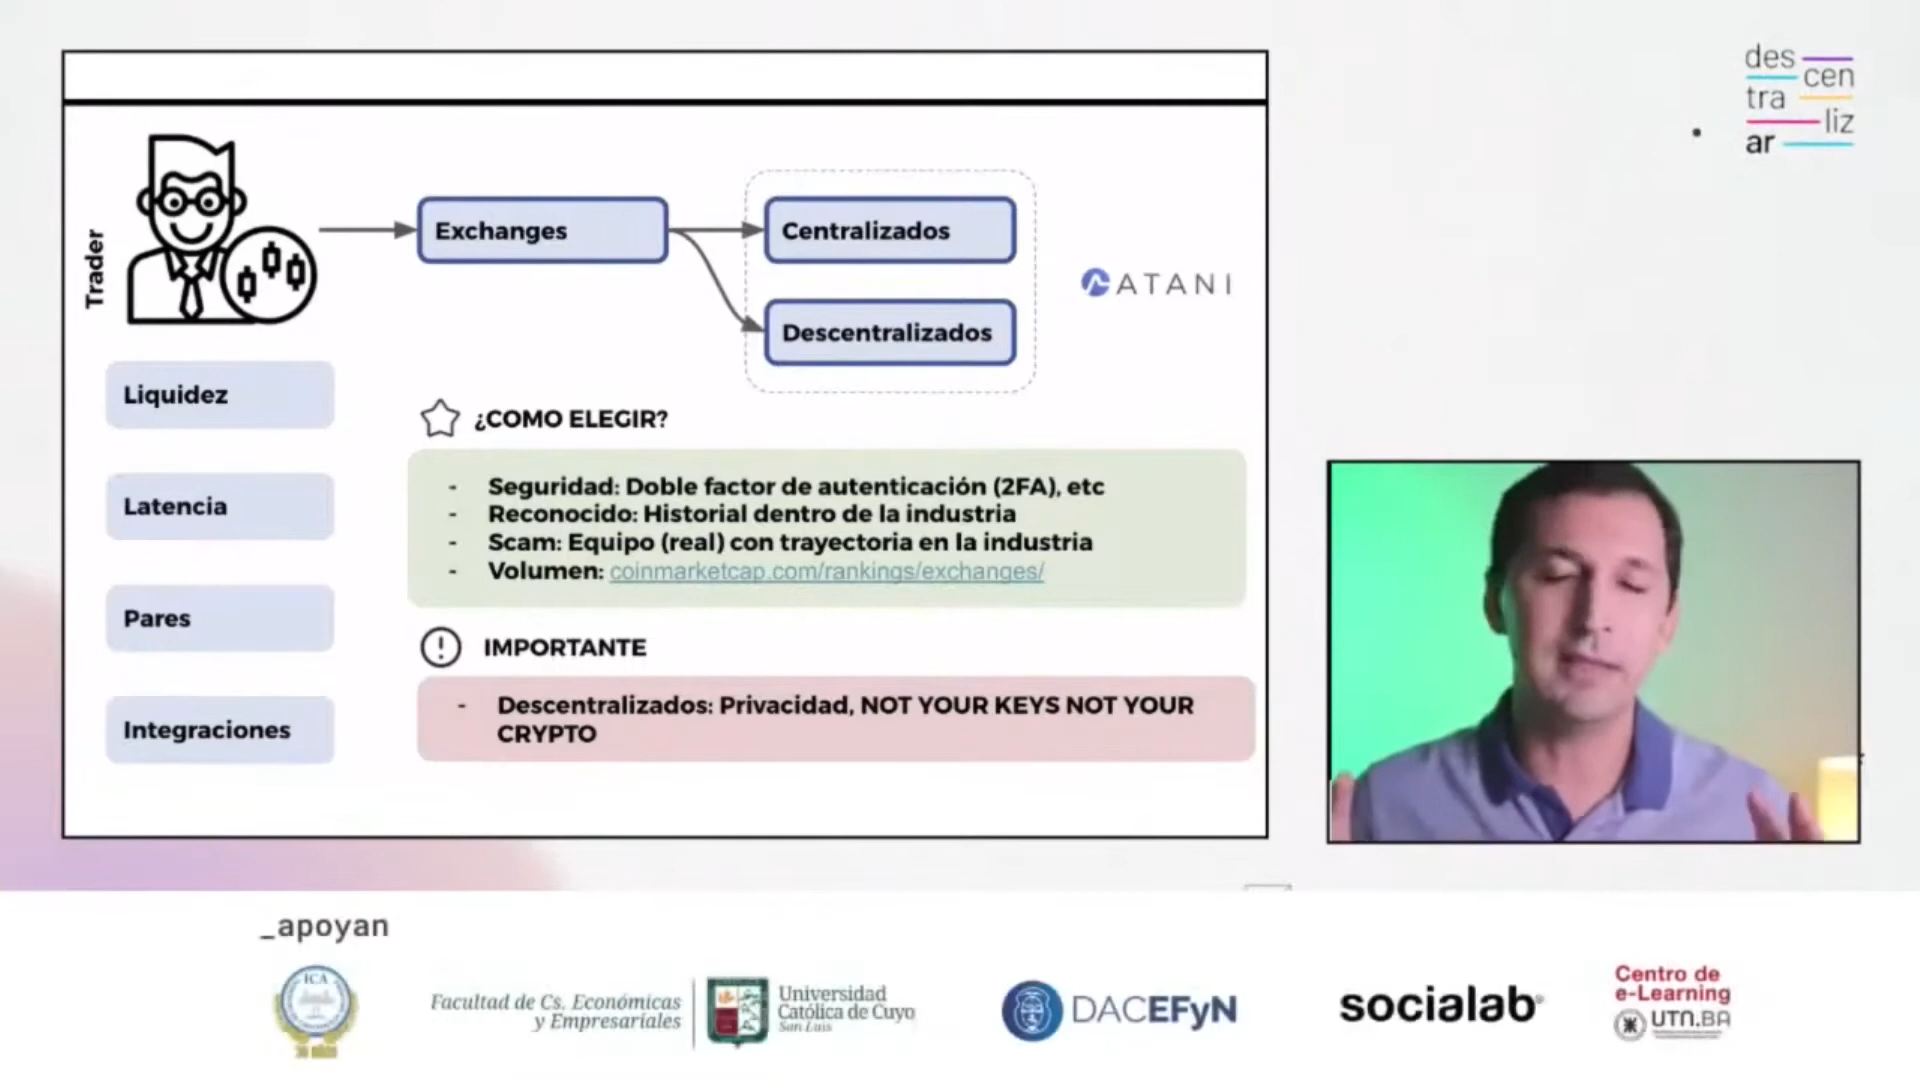 des
cen
tra
liz
ar
Trader
Exchanges
Centralizados
Descentralizados
ATANI
Liquidez
Latencia
Pares
Integraciones
¿COMO ELEGIR?
- Seguridad: Doble factor de autenticación (2FA), etc
- Reconocido: Historial dentro de la industria
- Scam: Equipo (real) con trayectoria en la industria
- Volumen: coinmarketcap.com/rankings/exchanges/
IMPORTANTE
- Descentralizados: Privacidad, NOT YOUR KEYS NOT YOUR
CRYPTO
_apoyan
ICA
Facultad de Cs. Económicas
y Empresariales
Universidad
Católica de Cuyo
San Luis
DACEFyN
socialab
Centro de
e-Learning
UTN.BA